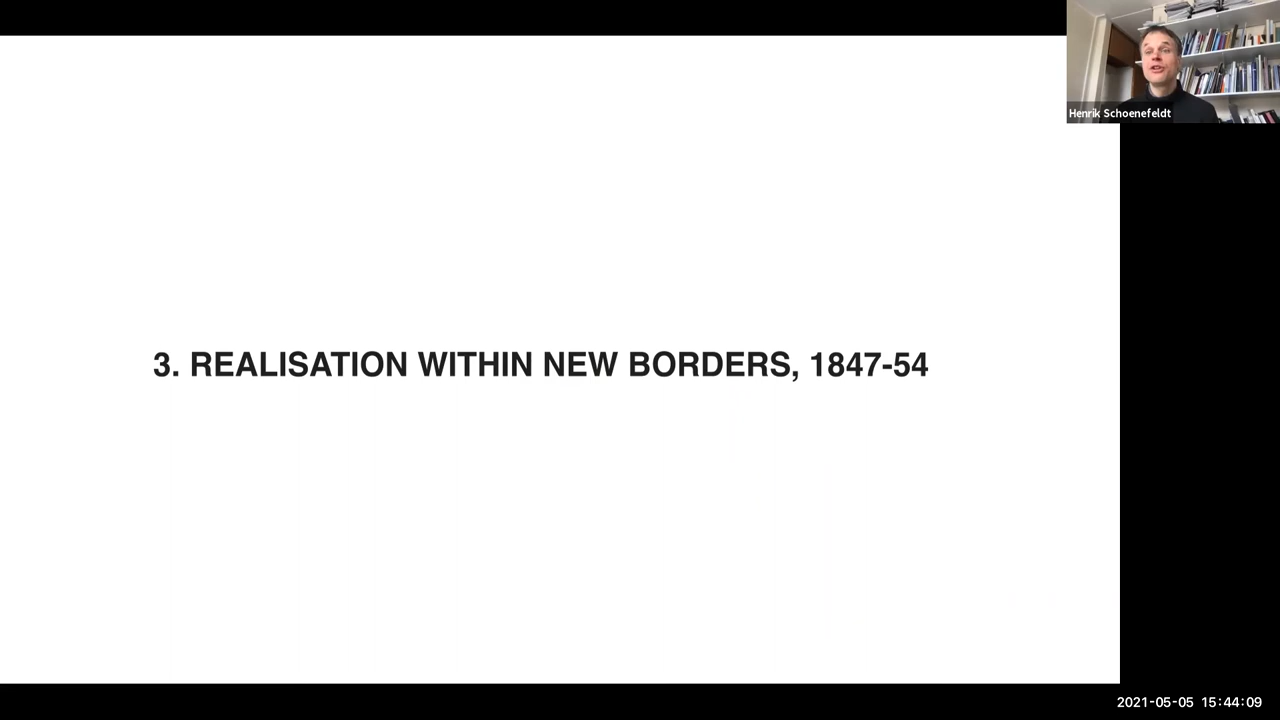 Henrik Schoenefeldt
3. REALISATION WITHIN NEW BORDERS, 1847-54
2021-05-05 15:44:09